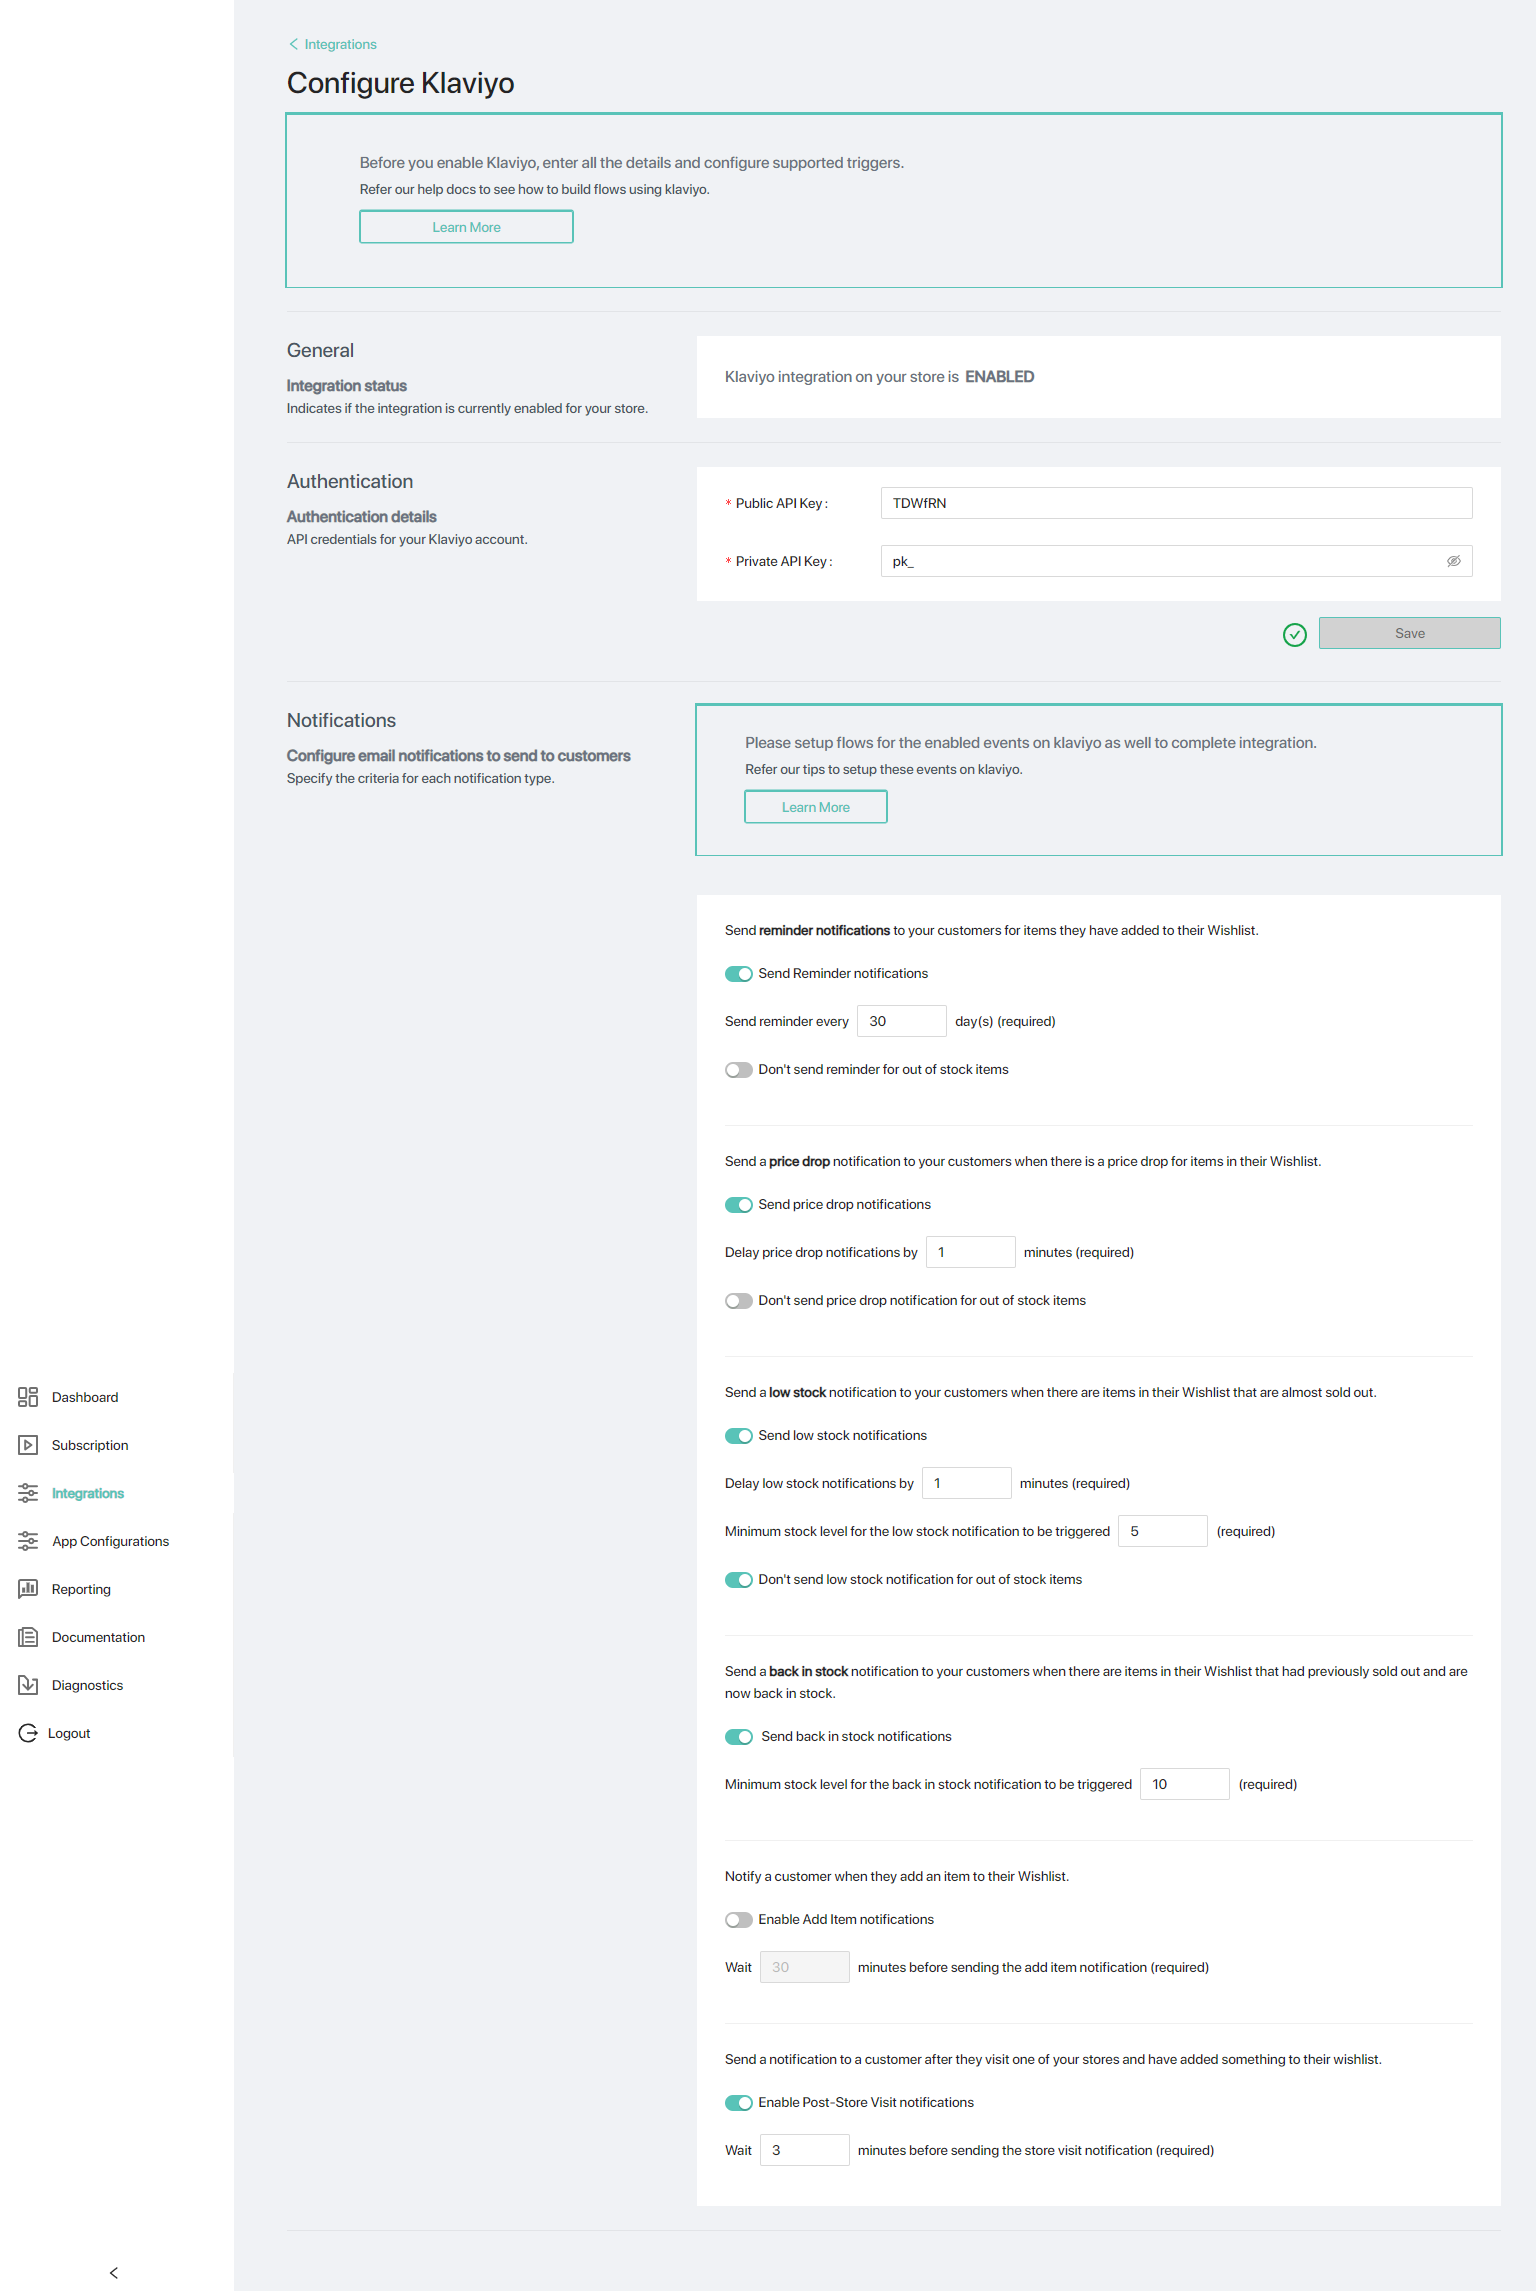 Integrations
Configure Klaviyo
Before you enable Klaviyo, enter all the details and configure supported triggers.
Refer our help docs to see how to build flows using klaviyo.
Learn More
General
Integration status
Indicates if the integration is currently enabled for your store.
Klaviyo integration on your store is ENABLED
Authentication
Authentication details
API credentials for your Klaviyo account.
* Public API Key : TDWfRN
* Private API Key : pk_
Save
Notifications
Configure email notifications to send to customers
Specify the criteria for each notification type.
Please setup flows for the enabled events on klaviyo as well to complete integration.
Refer our tips to setup these events on klaviyo.
Learn More
Send reminder notifications to your customers for items they have added to their Wishlist.
Send Reminder notifications
Send reminder every 30 day(s) (required)
Don't send reminder for out of stock items
Send a price drop notification to your customers when there is a price drop for items in their Wishlist.
Send price drop notifications
Delay price drop notifications by 1 minutes (required)
Don't send price drop notification for out of stock items
Send a low stock notification to your customers when there are items in their Wishlist that are almost sold out.
Send low stock notifications
Delay low stock notifications by 1 minutes (required)
Minimum stock level for the low stock notification to be triggered 5 (required)
Don't send low stock notification for out of stock items
Send a back in stock notification to your customers when there are items in their Wishlist that had previously sold out and are
now back in stock.
Send back in stock notifications
Minimum stock level for the back in stock notification to be triggered 10 (required)
Notify a customer when they add an item to their Wishlist.
Enable Add Item notifications
Wait 30 minutes before sending the add item notification (required)
Send a notification to a customer after they visit one of your stores and have added something to their wishlist.
Enable Post-Store Visit notifications
Wait 3 minutes before sending the store visit notification (required)
Dashboard
Subscription
Integrations
App Configurations
Reporting
Documentation
Diagnostics
Logout